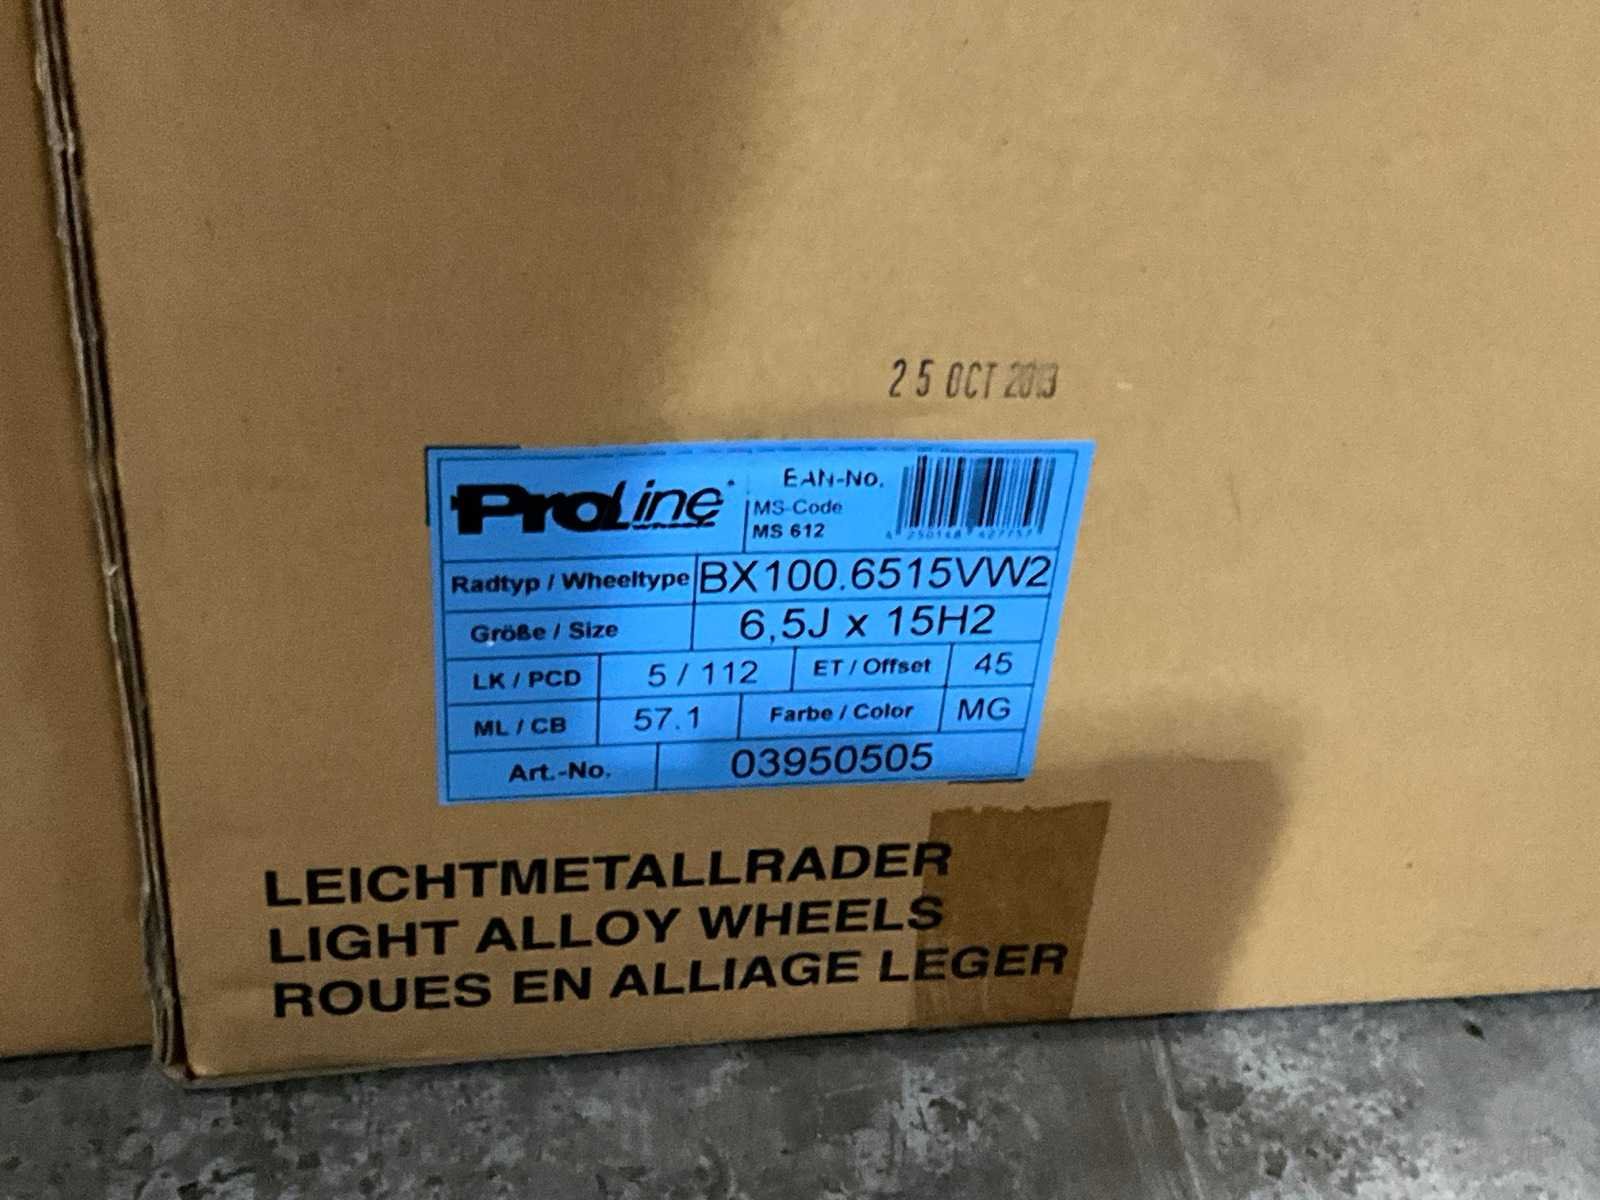 25 OCT 2013
ProLine
EAN-No.
MS-Code
MS 612
Radtyp / Wheeltype BX100.6515VW2
Größe / Size 6,5J x 15H2
LK / PCD 5 / 112 ET / Offset 45
ML / CB 57.1 Farbe / Color MG
Art.-No. 03950505
LEICHTMETALLRADER
LIGHT ALLOY WHEELS
ROUES EN ALLIAGE LEGER